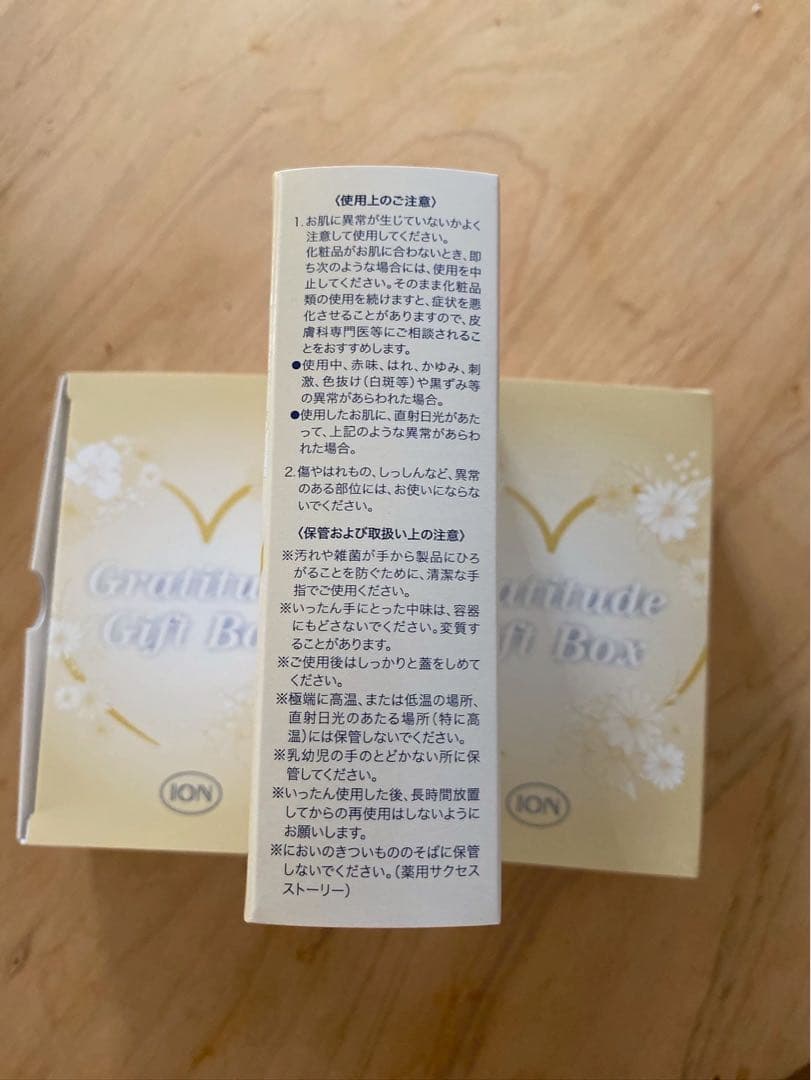 〈使用上のご注意〉
1.お肌に異常が生じていないかよく
注意して使用してください。
化粧品がお肌に合わないとき、即
ち次のような場合には、使用を中
止してください。そのまま化粧品
類の使用を続けますと、症状を悪
化させることがありますので、皮
膚科専門医等にご相談されるこ
とをおすすめします。
●使用中、赤味、はれ、かゆみ、刺
激、色抜け(白斑等)や黒ずみ等
の異常があらわれた場合。
●使用したお肌に、直射日光があた
って、上記のような異常があらわ
れた場合。
2.傷やはれもの、しっしんなど、異常
のある部位には、お使いにならな
いでください。
〈保管および取扱い上の注意〉
※汚れや雑菌が手から製品にひろ
がることを防ぐために、清潔な手
指でご使用ください。
※いったん手にとった中味は、容器
にもどさないでください。変質す
ることがあります。
※ご使用後はしっかりと蓋をしめて
ください。
※極端に高温、または低温の場所、
直射日光のあたる場所(特に高
温)には保管しないでください。
※乳幼児の手のとどかない所に保
管してください。
※いったん使用した後、長時間放置
してからの再使用はしないように
お願いします。
※においのきついもののそばに保管
しないでください。(薬用サクセス
ストーリー)
Gratitud
Gift Bo
ION
atitude
ft Box
ION